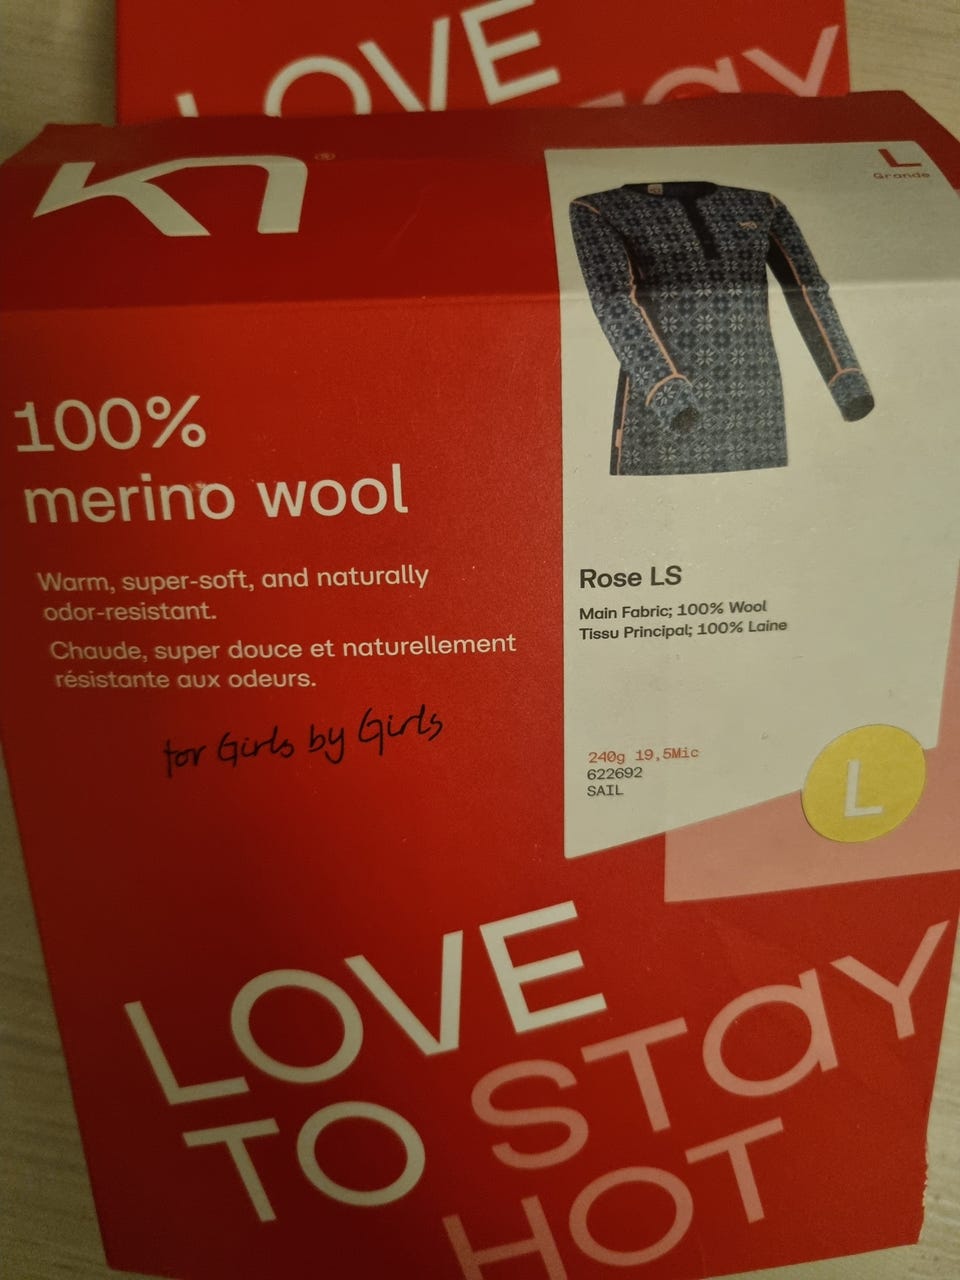 LOVE
STAY
KT®
L
Grande
100%
merino wool
Warm, super-soft, and naturally
odor-resistant.
Chaude, super douce et naturellement
résistante aux odeurs.
for Girls by Girls
Rose LS
Main Fabric; 100% Wool
Tissu Principal; 100% Laine
240g 19,5Mic
622692
SAIL
L
LOVE
TO STAY
HOT